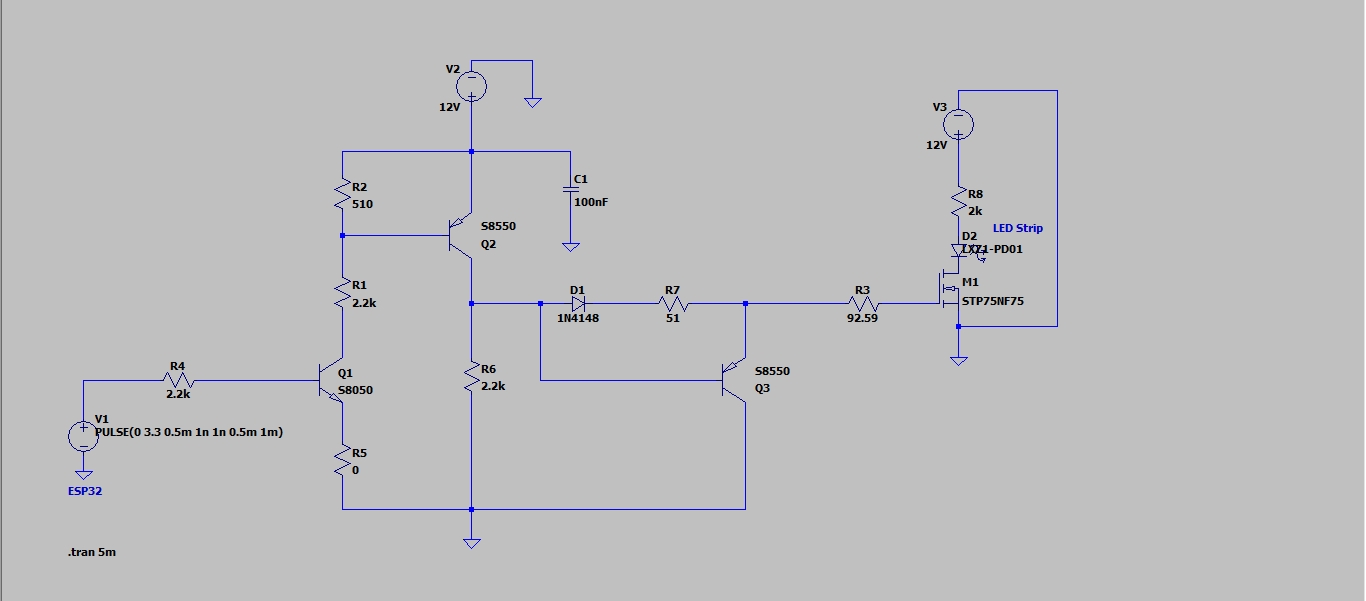 V2
12V
V3
12V
R2
510
C1
100nF
R8
2k
S8550
Q2
LED Strip
D2
LXZ1-PD01
R1
2.2k
D1
1N4148
R7
51
R3
92.59
M1
STP75NF75
R4
2.2k
Q1
S8050
R6
2.2k
S8550
Q3
V1
PULSE(0 3.3 0.5m 1n 1n 0.5m 1m)
R5
0
ESP32
.tran 5m